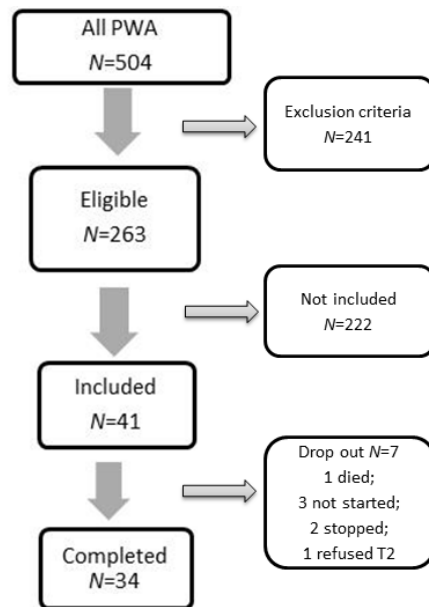 All PWA
N=504
Exclusion criteria
N=241
Eligible
N=263
Not included
N=222
Included
N=41
Drop out N=7
1 died;
3 not started;
2 stopped;
1 refused T2
Completed
N=34